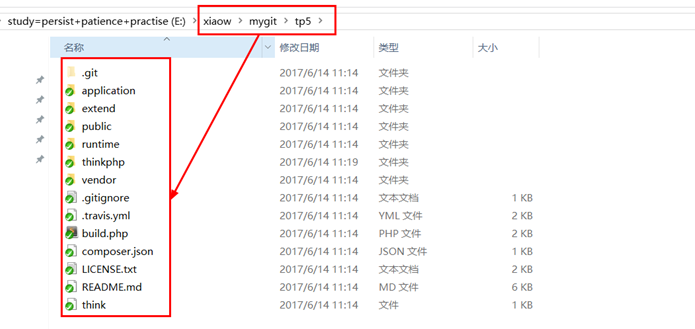 study=persist+patience+practise (E:) > xiaow > mygit > tp5 >
名称 修改日期 类型 大小
.git 2017/6/14 11:14 文件夹
application 2017/6/14 11:14 文件夹
extend 2017/6/14 11:14 文件夹
public 2017/6/14 11:14 文件夹
runtime 2017/6/14 11:14 文件夹
thinkphp 2017/6/14 11:19 文件夹
vendor 2017/6/14 11:14 文件夹
.gitignore 2017/6/14 11:14 文本文档 1 KB
.travis.yml 2017/6/14 11:14 YML 文件 2 KB
build.php 2017/6/14 11:14 PHP 文件 2 KB
composer.json 2017/6/14 11:14 JSON 文件 1 KB
LICENSE.txt 2017/6/14 11:14 文本文档 2 KB
README.md 2017/6/14 11:14 MD 文件 6 KB
think 2017/6/14 11:14 文件 1 KB